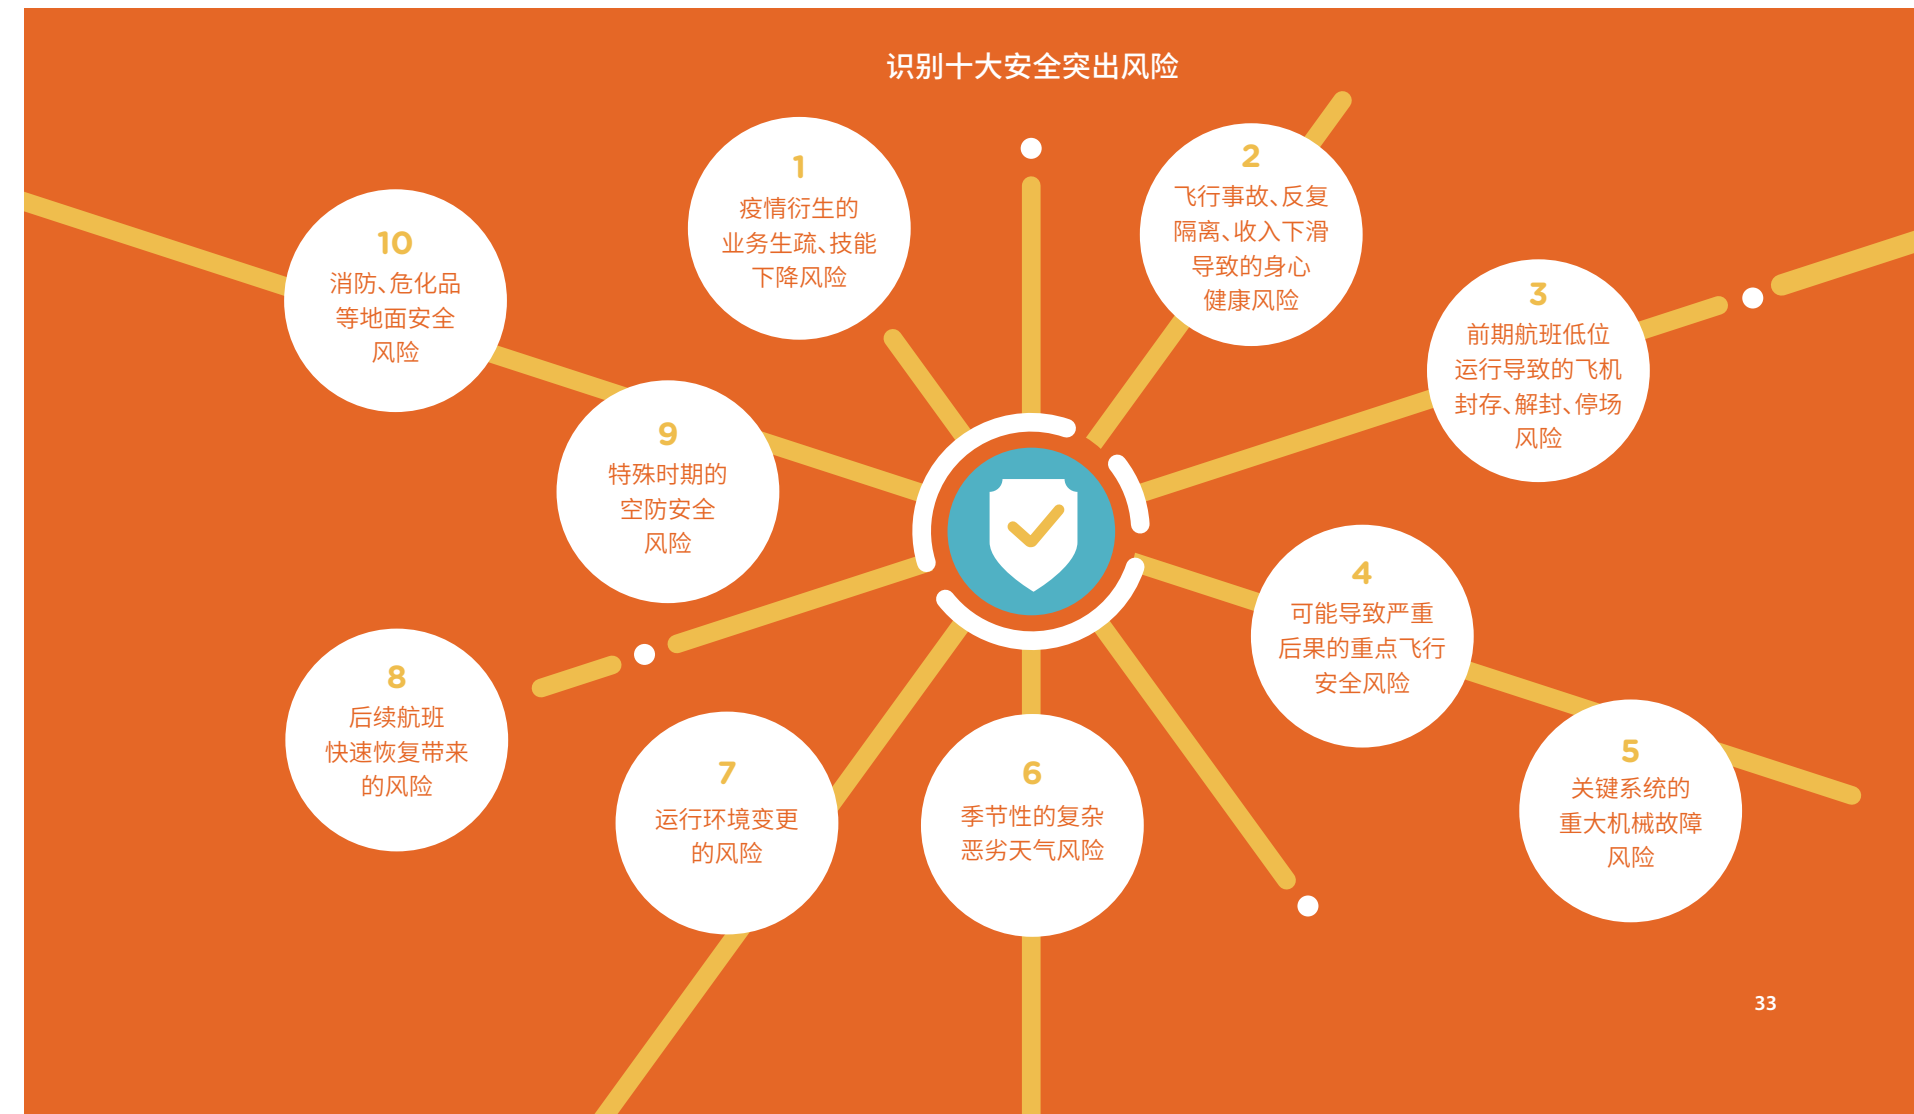 识别十大安全突出风险
1
疫情衍生的
业务生疏、技能
下降风险
2
飞行事故、反复
隔离、收入下滑
导致的身心
健康风险
3
前期航班低位
运行导致的飞机
封存、解封、停场
风险
4
可能导致严重
后果的重点飞行
安全风险
5
关键系统的
重大机械故障
风险
6
季节性的复杂
恶劣天气风险
7
运行环境变更
的风险
8
后续航班
快速恢复带来
的风险
9
特殊时期的
空防安全
风险
10
消防、危化品
等地面安全
风险
33